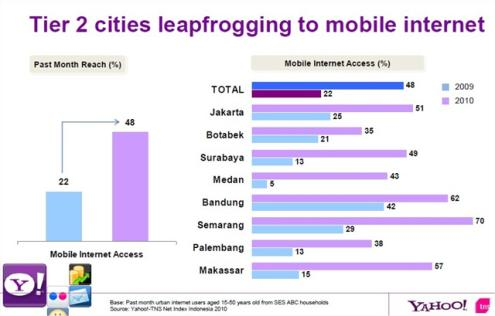 Tier 2 cities leapfrogging to mobile internet
Past Month Reach (%)
48
22
Mobile Internet Access
Mobile Internet Access (%)
2009
2010
TOTAL
48
22
Jakarta
51
25
Botabek
35
21
Surabaya
49
13
Medan
43
5
Bandung
62
42
Semarang
70
29
Palembang
38
13
Makassar
57
15
Y!
Base: Past month urban internet users aged 15-50 years old from SES ABC households
Source: Yahoo!-TNS Net Index Indonesia 2010
YAHOO!
tns